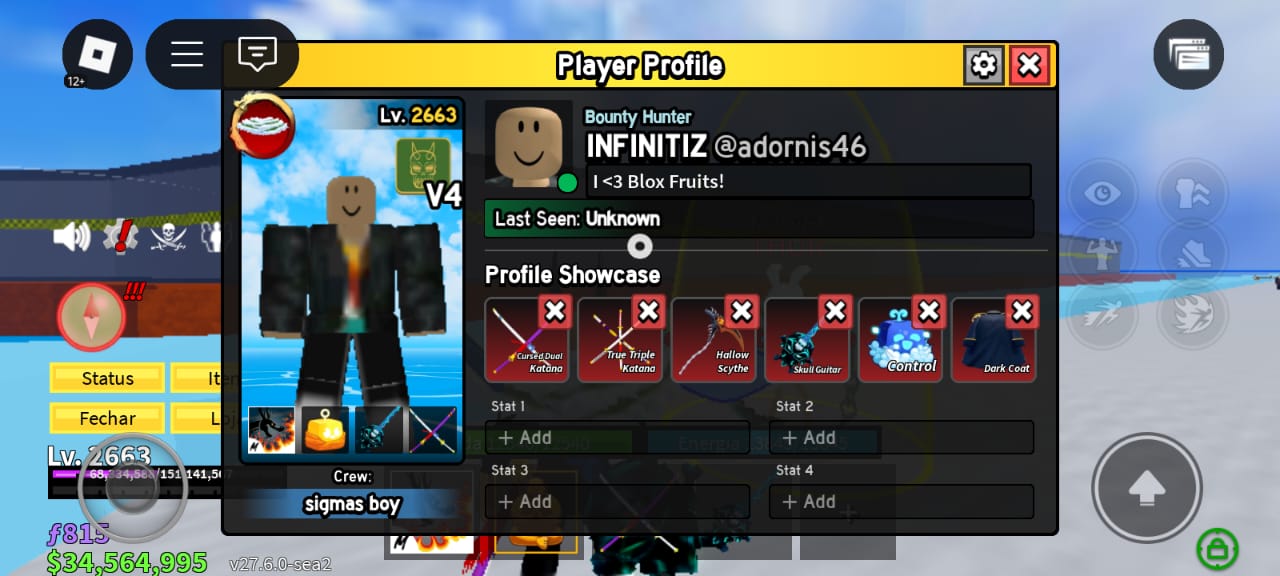 12+
Player Profile
Lv. 2663
V4
Bounty Hunter
INFINITIZ @adornis46
I <3 Blox Fruits!
Last Seen: Unknown
Profile Showcase
Cursed Dual Katana
True Triple Katana
Hallow Scythe
Skull Guitar
Control
Dark Coat
Stat 1
+ Add
Stat 2
+ Add
Stat 3
+ Add
Stat 4
+ Add
Crew:
sigmas boy
!!!
Status
Fechar
Lv. 2663
ƒ815
$34,564,995
v27.6.0-sea2
Energia
M